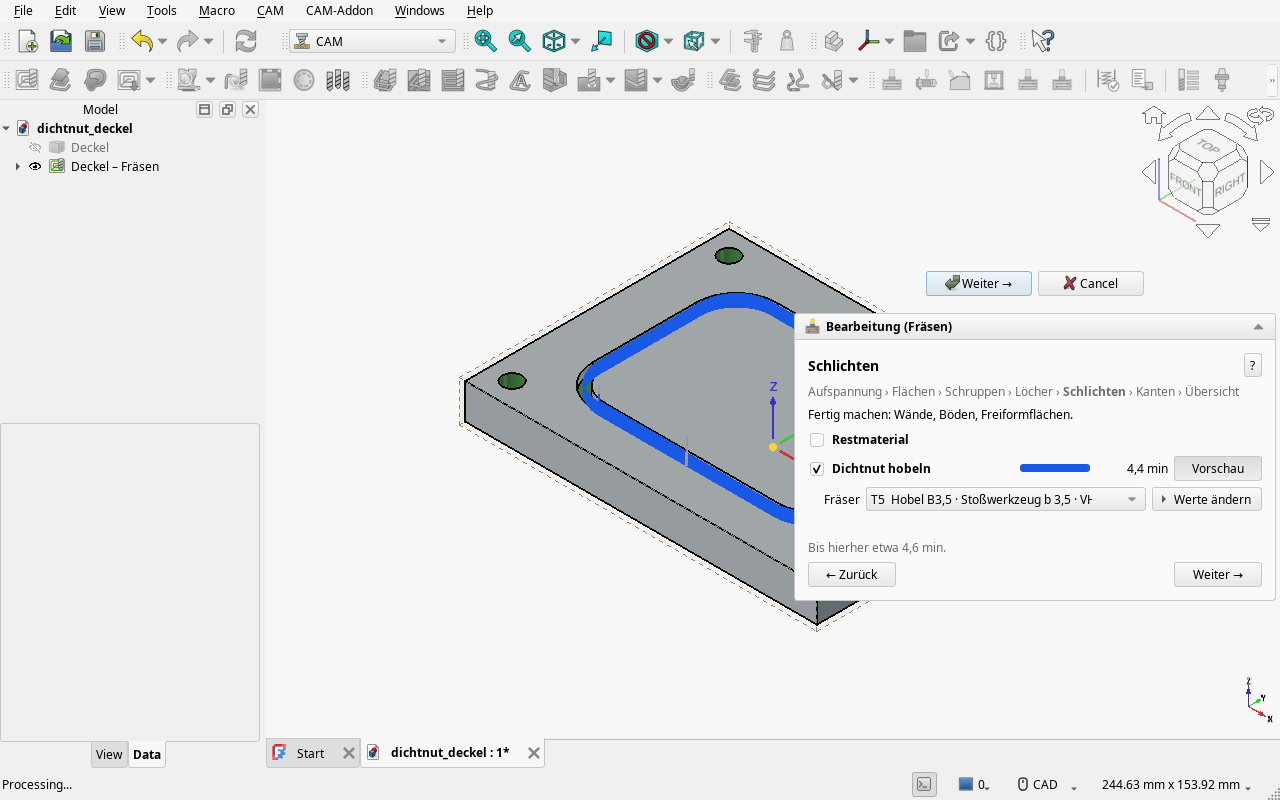 File Edit View Tools Macro CAM CAM-Addon Windows Help
CAM
Model
dichtnut_deckel
Deckel
Deckel – Fräsen
TOP
FRONT
RIGHT
Weiter →
Cancel
Bearbeitung (Fräsen)
Schlichten
?
Aufspannung › Flächen › Schruppen › Löcher › Schlichten › Kanten › Übersicht
Fertig machen: Wände, Böden, Freiformflächen.
Restmaterial
Dichtnut hobeln 4,4 min Vorschau
Fräser T5 Hobel B3,5 · Stoßwerkzeug b 3,5 · VH Werte ändern
Bis hierher etwa 4,6 min.
← Zurück
Weiter →
Z
Z
Y
X
View Data
Start
dichtnut_deckel : 1*
Processing...
0
CAD
244.63 mm x 153.92 mm